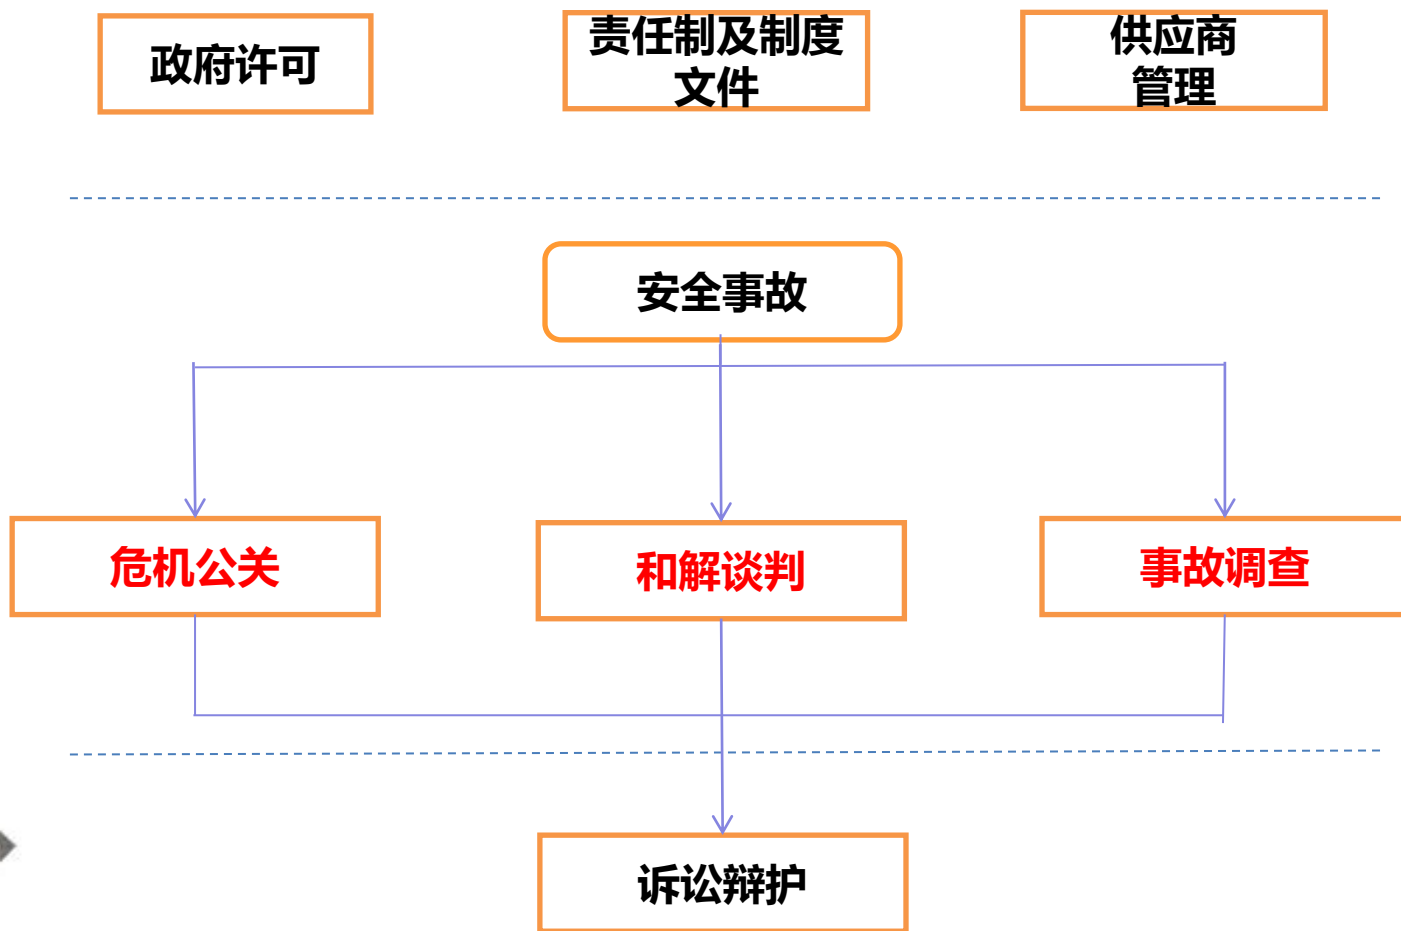 政府许可
责任制及制度
文件
供应商
管理
安全事故
危机公关
和解谈判
事故调查
诉讼辩护